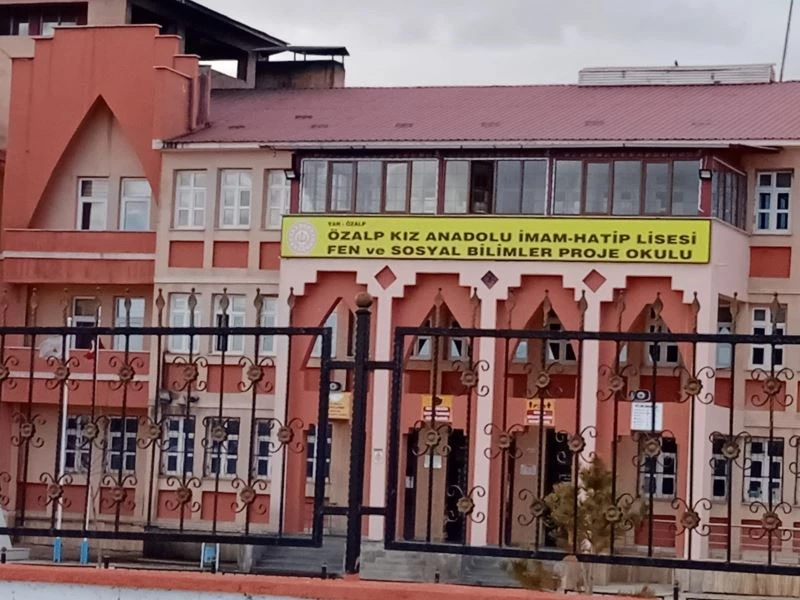 VAN - ÖZALP
ÖZALP KIZ ANADOLU İMAM-HATİP LİSESİ
FEN ve SOSYAL BİLİMLER PROJE OKULU